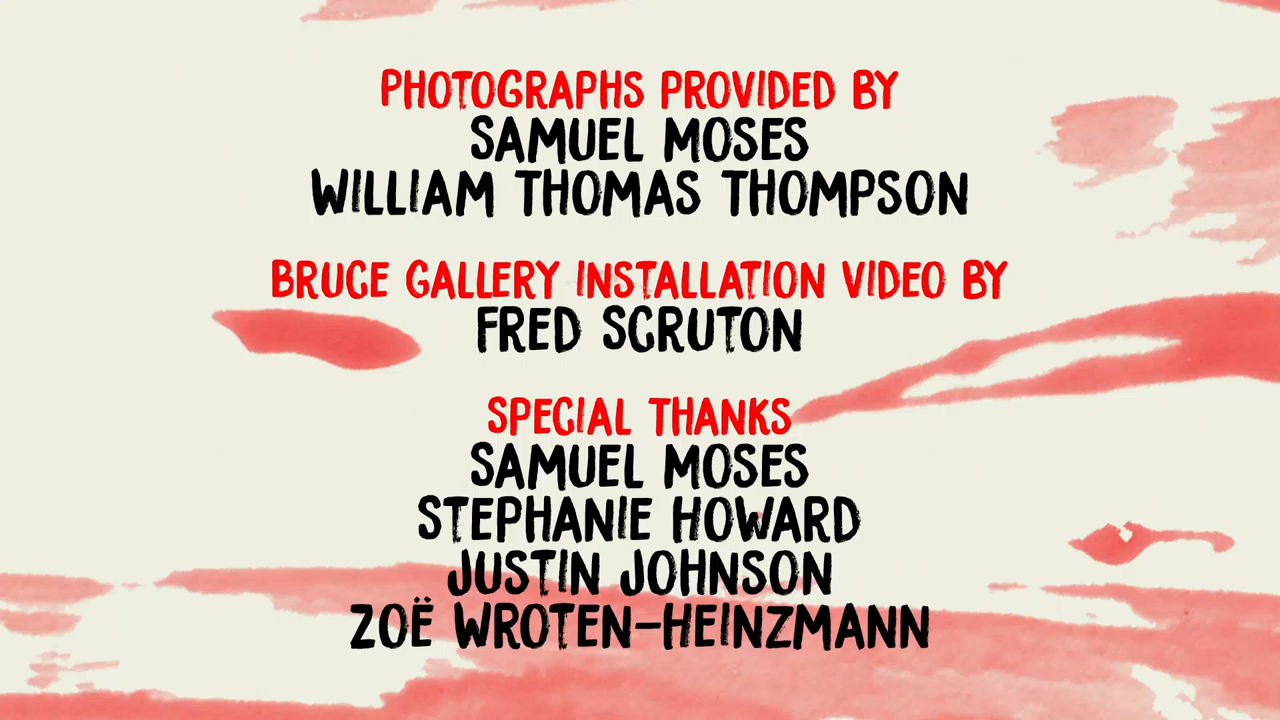 PHOTOGRAPHS PROVIDED BY
SAMUEL MOSES
WILLIAM THOMAS THOMPSON
BRUCE GALLERY INSTALLATION VIDEO BY
FRED SCRUTON
SPECIAL THANKS
SAMUEL MOSES
STEPHANIE HOWARD
JUSTIN JOHNSON
ZOË WROTEN-HEINZMANN